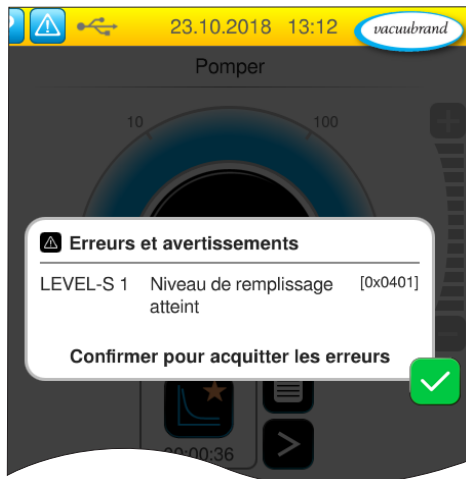 23.10.2018 13:12 vacuubrand
Pomper
10 100
Erreurs et avertissements
LEVEL-S 1 Niveau de remplissage [0x0401]
atteint
Confirmer pour acquitter les erreurs
00:00:36